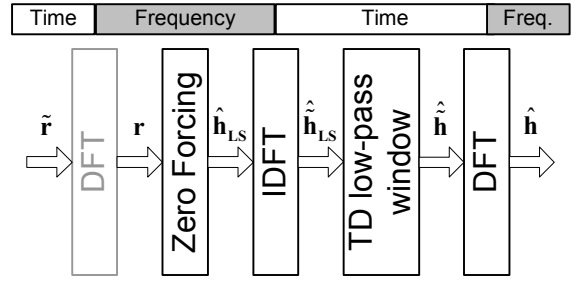 Time Frequency Time Freq.
r̃ r ĥLS h̃̂LS h̃̂ ĥ
DFT
Zero Forcing
IDFT
TD low-pass
window
DFT